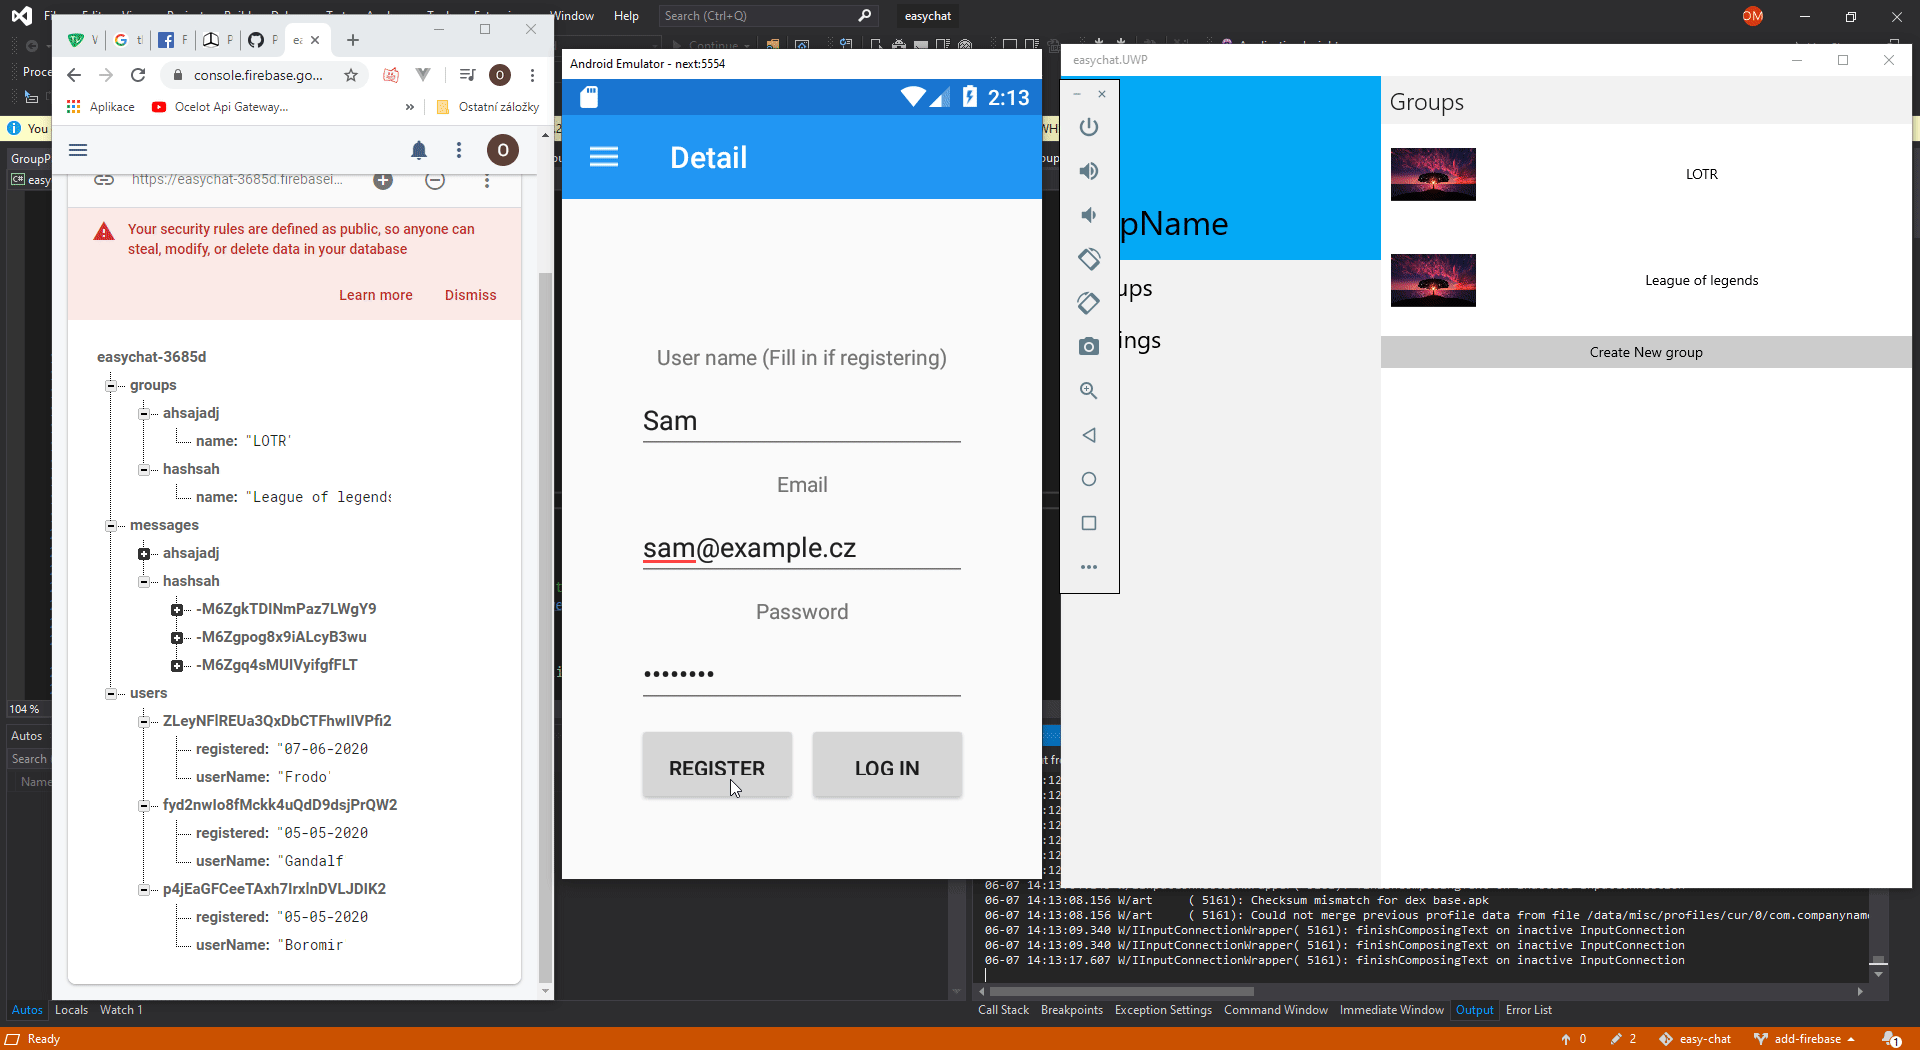 Window Help Search (Ctrl+Q) easychat OM
console.firebase.go...
O
Aplikace Ocelot Api Gateway... » Ostatní záložky
You
O
https://easychat-3685d.firebasei...
Your security rules are defined as public, so anyone can
steal, modify, or delete data in your database
Learn more Dismiss
easychat-3685d
groups
ahsajadj
name: "LOTR"
hashsah
name: "League of legends
messages
ahsajadj
hashsah
-M6ZgkTDINmPaz7LWgY9
-M6Zgpog8x9iALcyB3wu
-M6Zgq4sMUIVyifgfFLT
users
ZLeyNFlREUa3QxDbCTFhwIIVPfi2
registered: "07-06-2020
userName: "Frodo"
fyd2nwIo8fMckk4uQdD9dsjPrQW2
registered: "05-05-2020
userName: "Gandalf
p4jEaGFCeeTAxh7IrxlnDVLJDIK2
registered: "05-05-2020
userName: "Boromir
GroupP
C# easy
104 %
Autos
Search
Name
Android Emulator - next:5554
2:13
Detail
User name (Fill in if registering)
Sam
Email
sam@example.cz
Password
REGISTER LOG IN
easychat.UWP
pName
ups
ings
Groups
LOTR
League of legends
Create New group
06-07 14:13:08.156 W/art ( 5161): Checksum mismatch for dex base.apk
06-07 14:13:08.156 W/art ( 5161): Could not merge previous profile data from file /data/misc/profiles/cur/0/com.companyname
06-07 14:13:09.340 W/IInputConnectionWrapper( 5161): finishComposingText on inactive InputConnection
06-07 14:13:09.340 W/IInputConnectionWrapper( 5161): finishComposingText on inactive InputConnection
06-07 14:13:17.607 W/IInputConnectionWrapper( 5161): finishComposingText on inactive InputConnection
Autos Locals Watch 1
Call Stack Breakpoints Exception Settings Command Window Immediate Window Output Error List
Ready
0 2 easy-chat add-firebase 1